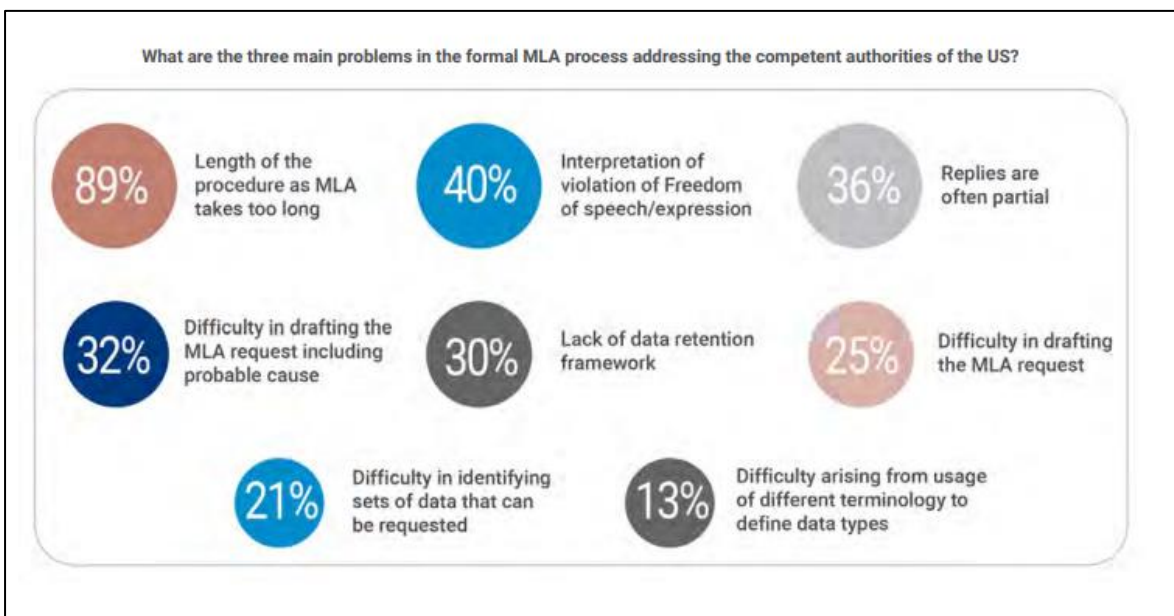 What are the three main problems in the formal MLA process addressing the competent authorities of the US?
89%
Length of the
procedure as MLA
takes too long
40%
Interpretation of
violation of Freedom
of speech/expression
36%
Replies are
often partial
32%
Difficulty in drafting the
MLA request including
probable cause
30%
Lack of data retention
framework
25%
Difficulty in drafting
the MLA request
21%
Difficulty in identifying
sets of data that can
be requested
13%
Difficulty arising from usage
of different terminology to
define data types